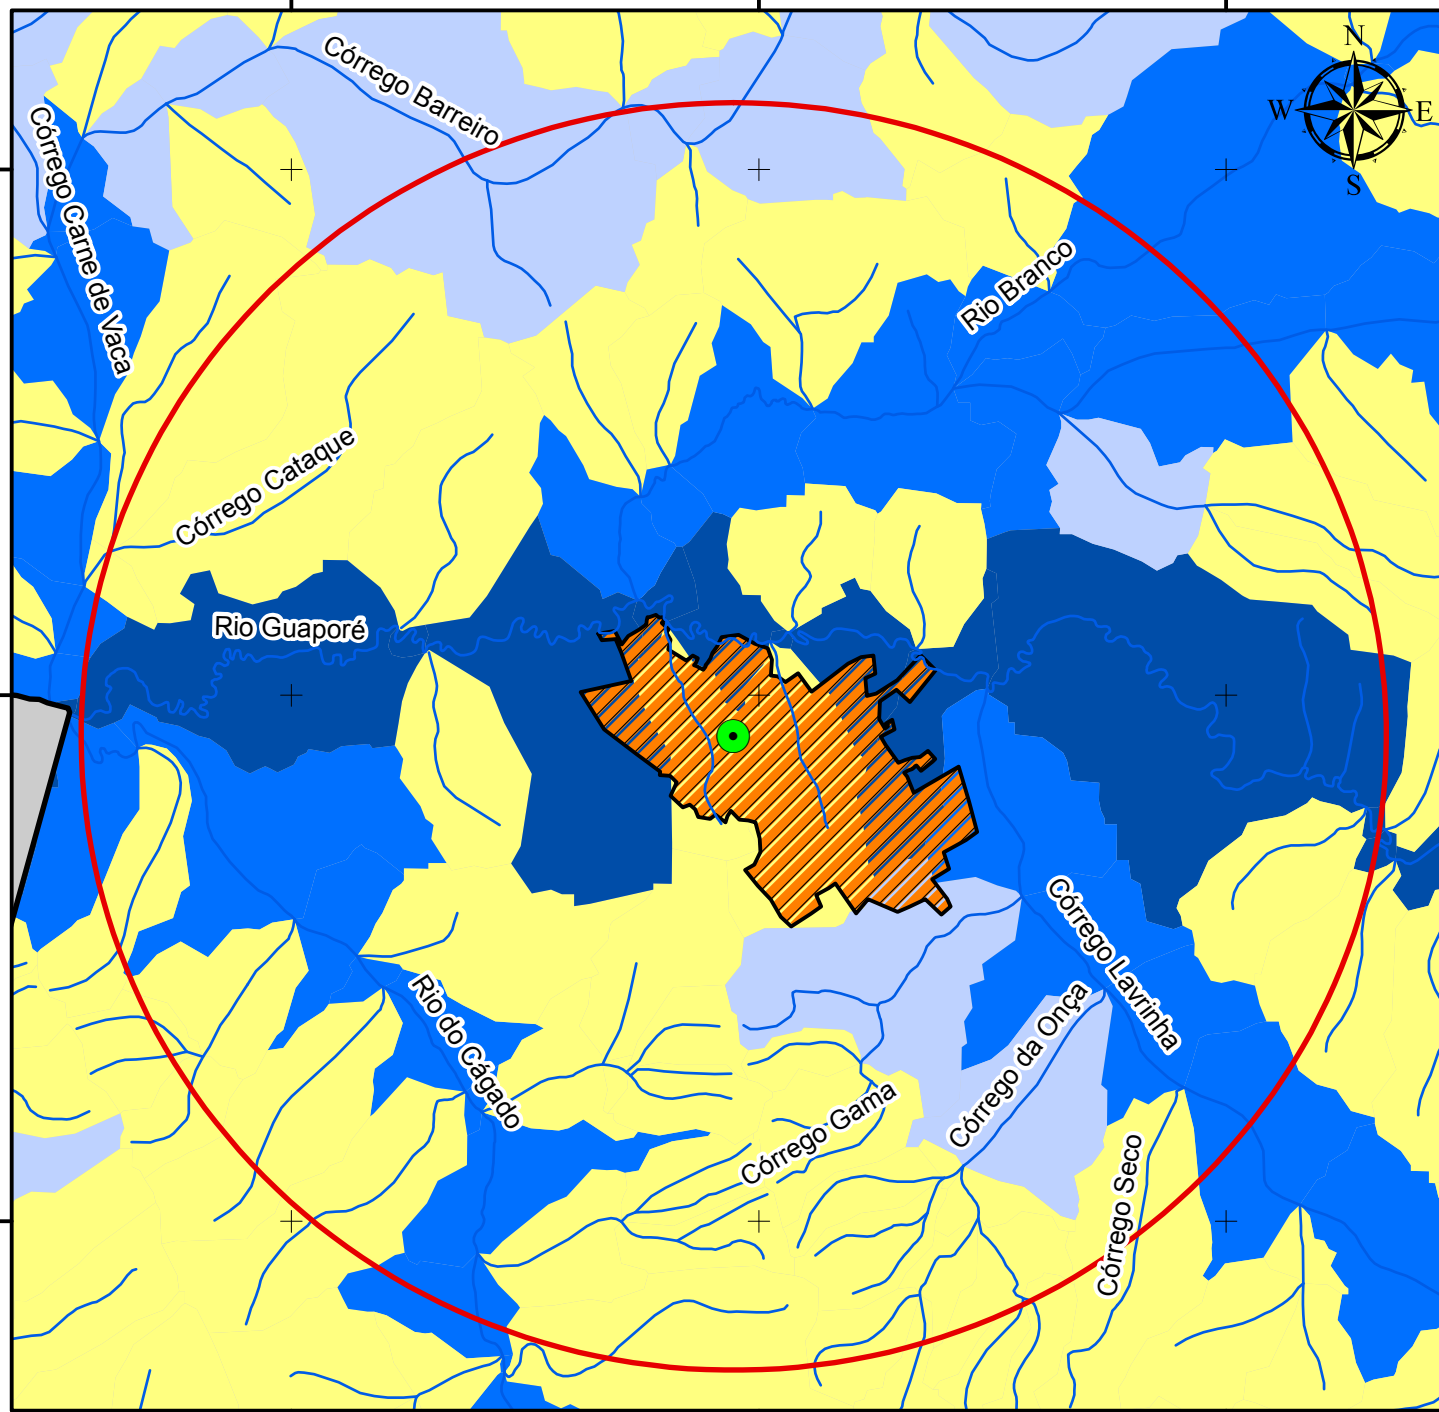 N
W
E
S
Córrego Barreiro
Córrego Carne de Vaca
Rio Branco
Córrego Cataque
Rio Guaporé
Córrego Lavrinha
Rio do Cágado
Córrego da Onça
Córrego Gama
Córrego Seco